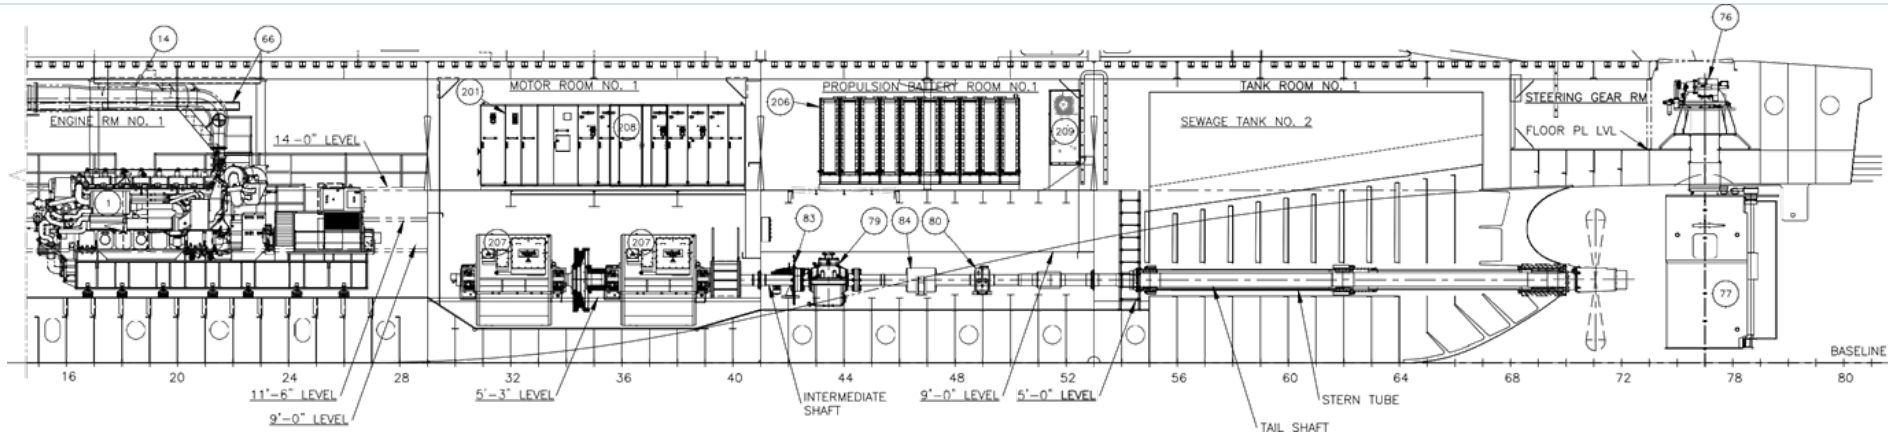 76
14
66
MOTOR ROOM NO. 1
PROPULSION BATTERY ROOM NO.1
TANK ROOM NO. 1
201
206
STEERING GEAR RM
ENGINE RM NO. 1
208
209
SEWAGE TANK NO. 2
FLOOR PL LVL
14'-0" LEVEL
1
83
79
84
80
207
207
77
BASELINE
16 20 24 28 32 36 40 44 48 52 56 60 64 68 72 76 78 80
11'-6" LEVEL
5'-3" LEVEL
INTERMEDIATE
SHAFT
9'-0" LEVEL
5'-0" LEVEL
STERN TUBE
9'-0" LEVEL
TAIL SHAFT